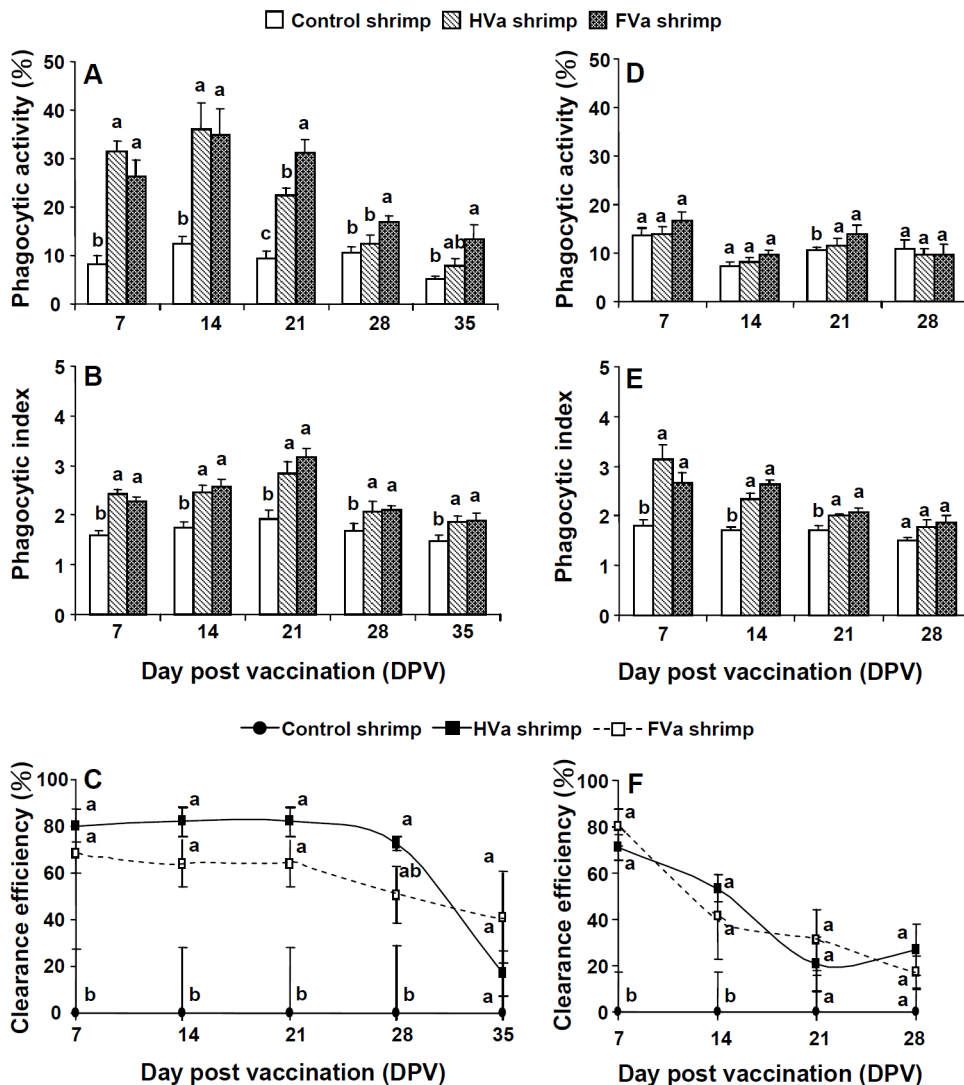 Control shrimp HVa shrimp FVa shrimp
A
Phagocytic activity (%)
50
40
30
20
10
0
b a a
b a a
c b a
b b a
b ab a
7 14 21 28 35
D
Phagocytic activity (%)
50
40
30
20
10
0
a a a
a a a
b a a
a a a
7 14 21 28
B
Phagocytic index
5
4
3
2
1
0
b a a
b a a
b a a
b a a
b a a
7 14 21 28 35
Day post vaccination (DPV)
E
Phagocytic index
5
4
3
2
1
0
b a a
b a a
b a a
a a a
7 14 21 28
Day post vaccination (DPV)
Control shrimp HVa shrimp FVa shrimp
C
Clearance efficiency (%)
100
80
60
40
20
0
a a a a a
a a a ab a
b b b b a
7 14 21 28 35
Day post vaccination (DPV)
F
Clearance efficiency (%)
100
80
60
40
20
0
a a a a
a a a a
b b a a
7 14 21 28
Day post vaccination (DPV)